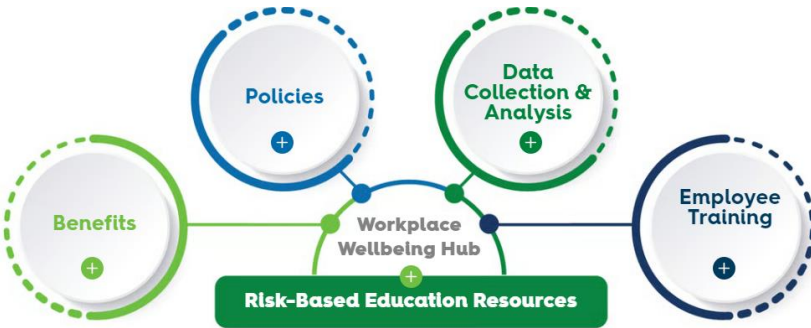 Policies
Data
Collection &
Analysis
Benefits
Employee
Training
Workplace
Wellbeing Hub
Risk-Based Education Resources